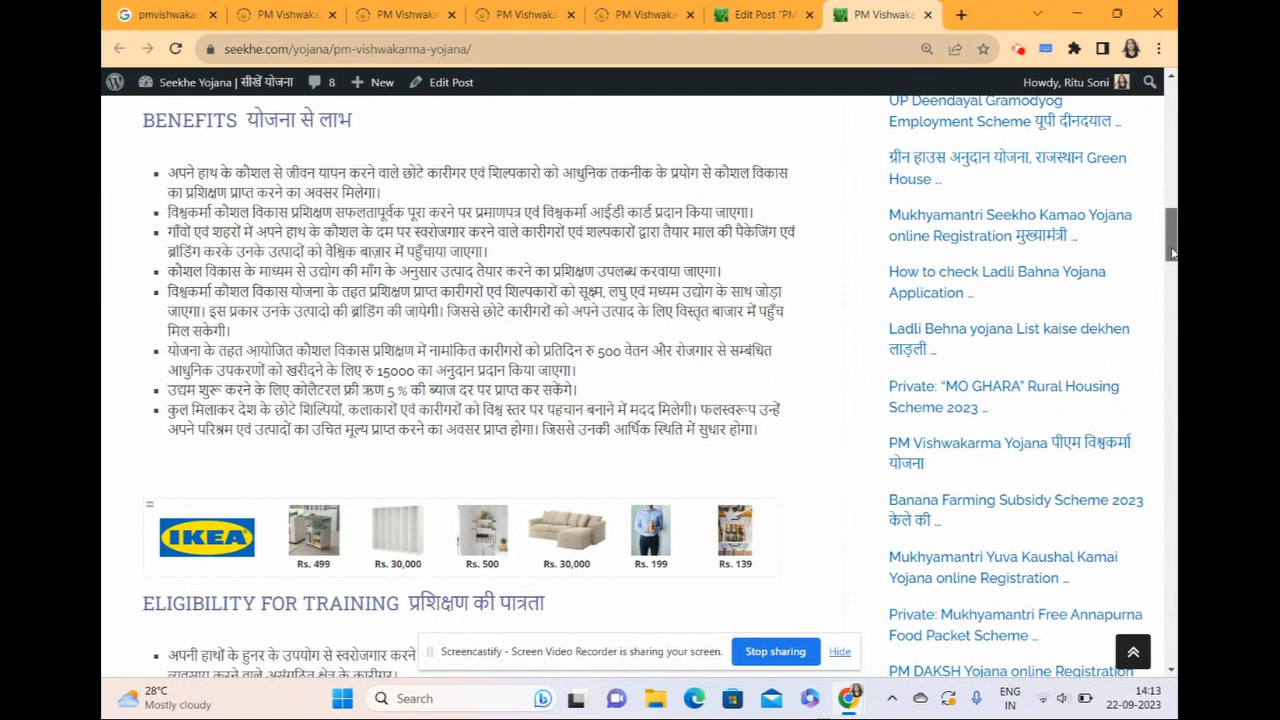 pmvishwakar
PM Vishwaka
PM Vishwaka
PM Vishwaka
PM Vishwaka
Edit Post "PM
PM Vishwaka
seekhe.com/yojana/pm-vishwakarma-yojana/
Seekhe Yojana | सीखें योजना
8
New
Edit Post
Howdy, Ritu Soni
BENEFITS योजना से लाभ
अपने हाथ के कौशल से जीवन यापन करने वाले छोटे कारीगर एवं शिल्पकारो को आधुनिक तकनीक के प्रयोग से कौशल विकास
का प्रशिक्षण प्राप्त करने का अवसर मिलेगा।
विश्वकर्मा कौशल विकास प्रशिक्षण सफलतापूर्वक पूरा करने पर प्रमाणपत्र एवं विश्वकर्मा आईडी कार्ड प्रदान किया जाएगा।
गाँवों एवं शहरों में अपने हाथ के कौशल के दम पर स्वरोजगार करने वाले कारीगरों एवं शल्पकारों द्वारा तैयार माल की पैकेजिंग एवं
ब्रांडिंग करके उनके उत्पादों को वैश्विक बाज़ार में पहुँचाया जाएगा।
कौशल विकास के माध्यम से उद्योग की माँग के अनुसार उत्पाद तैयार करने का प्रशिक्षण उपलब्ध करवाया जाएगा।
विश्वकर्मा कौशल विकास योजना के तहत प्रशिक्षण प्राप्त कारीगरों एवं शिल्पकारों को सूक्ष्म, लघु एवं मध्यम उद्योग के साथ जोड़ा
जाएगा। इस प्रकार उनके उत्पादो की ब्रांडिंग की जायेगी। जिससे छोटे कारीगरों को अपने उत्पाद के लिए विस्तृत बाजार में पहुँच
मिल सकेगी।
योजना के तहत आयोजित कौशल विकास प्रशिक्षण में नामांकित कारीगरों को प्रतिदिन रु 500 वेतन और रोजगार से सम्बंधित
आधुनिक उपकरणों को खरीदने के लिए रु 15000 का अनुदान प्रदान किया जाएगा।
उद्यम शुरू करने के लिए कोलैटरल फ्री ऋण 5 % की ब्याज दर पर प्राप्त कर सकेंगे।
कुल मिलाकर देश के छोटे शिल्पियों, कलाकारों एवं कारीगरों को विश्व स्तर पर पहचान बनाने में मदद मिलेगी। फलस्वरूप उन्हें
अपने परिश्रम एवं उत्पादों का उचित मूल्य प्राप्त करने का अवसर प्राप्त होगा। जिससे उनकी आर्थिक स्थिति में सुधार होगा।
IKEA
Rs. 499
Rs. 30,000
Rs. 500
Rs. 30,000
Rs. 199
Rs. 139
ELIGIBILITY FOR TRAINING प्रशिक्षण की पात्रता
अपनी हाथों के हुनर के उपयोग से स्वरोजगार करने
व्यवसाय करने वाले असंगठित क्षेत्र के कारीगर।
UP Deendayal Gramodyog
Employment Scheme यूपी दीनदयाल ...
ग्रीन हाउस अनुदान योजना, राजस्थान Green
House ...
Mukhyamantri Seekho Kamao Yojana
online Registration मुख्यमंत्री ...
How to check Ladli Bahna Yojana
Application ...
Ladli Behna yojana List kaise dekhen
लाड़ली ...
Private: “MO GHARA” Rural Housing
Scheme 2023 ...
PM Vishwakarma Yojana पीएम विश्वकर्मा
योजना
Banana Farming Subsidy Scheme 2023
केले की ...
Mukhyamantri Yuva Kaushal Kamai
Yojana online Registration ...
Private: Mukhyamantri Free Annapurna
Food Packet Scheme ...
PM DAKSH Yojana online Registration
Screencastify - Screen Video Recorder is sharing your screen.
Stop sharing
Hide
28°C
Mostly cloudy
Search
ENG
IN
14:13
22-09-2023